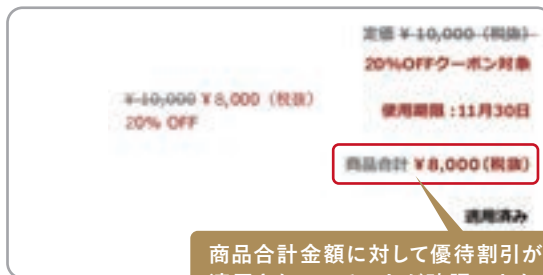 定価 ¥10,000 (税抜)
20%OFFクーポン対象
¥10,000 ¥8,000（税抜）
20% OFF
使用期限：11月30日
商品合計 ¥8,000(税抜)
適用済み
商品合計金額に対して優待割引が